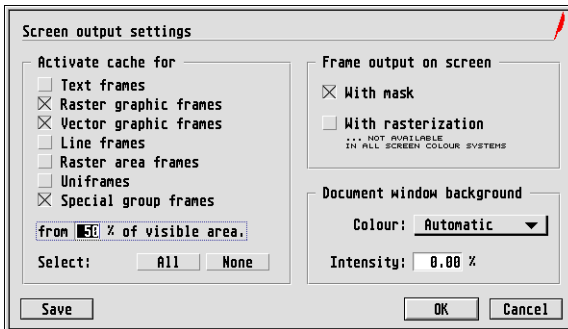 Screen output settings
Activate cache for
Text frames
Raster graphic frames
Vector graphic frames
Line frames
Raster area frames
Uniframes
Special group frames
from 50 % of visible area.
Select: All None
Frame output on screen
With mask
With rasterization
... NOT AVAILABLE
IN ALL SCREEN COLOUR SYSTEMS
Document window background
Colour: Automatic
Intensity: 0.00 %
Save OK Cancel